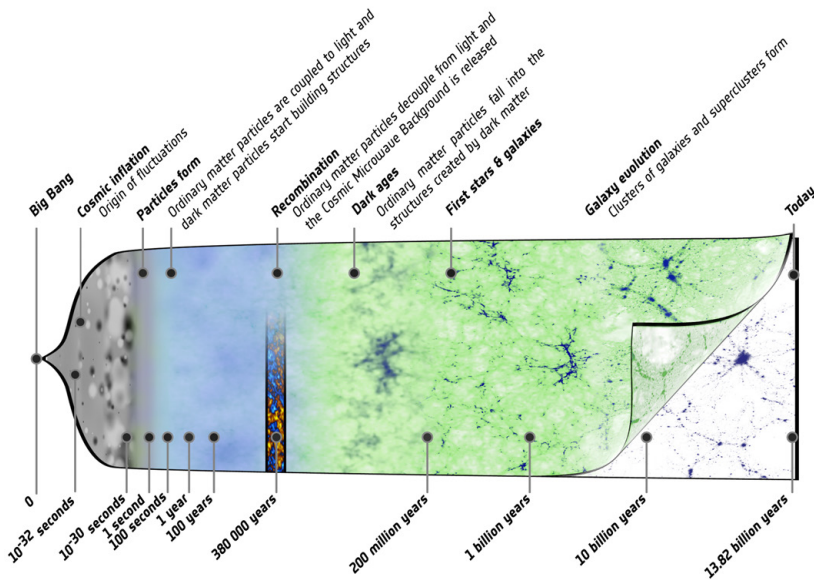 Big Bang
Cosmic inflation
Origin of fluctuations
Particles form
Ordinary matter particles are coupled to light and
dark matter particles start building structures
Recombination
Ordinary matter particles decouple from light and
the Cosmic Microwave Background is released
Dark ages
Ordinary matter particles fall into the
structures created by dark matter
First stars & galaxies
Galaxy evolution
Clusters of galaxies and superclusters form
Today
0
10-32 seconds
10-30 seconds
1 second
100 seconds
1 year
100 years
380 000 years
200 million years
1 billion years
10 billion years
13.82 billion years